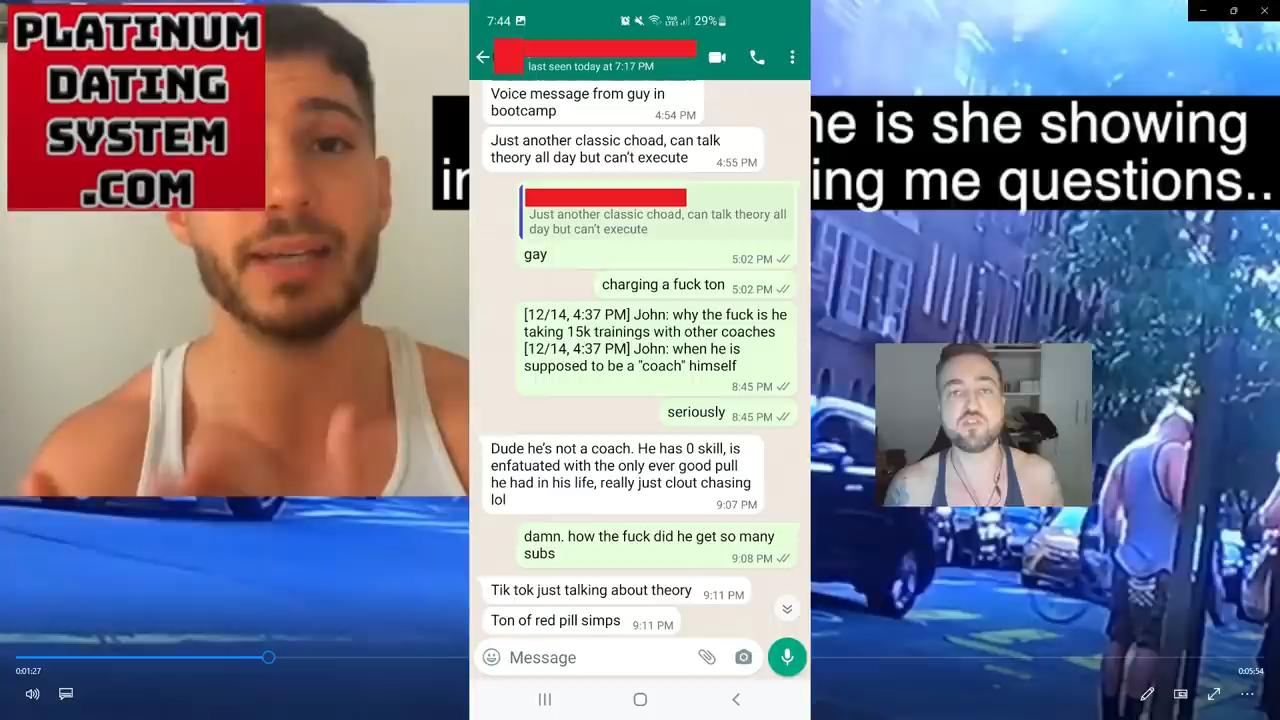 PLATINUM
DATING
SYSTEM
.COM
7:44
29%
last seen today at 7:17 PM
Voice message from guy in
bootcamp
4:54 PM
Just another classic choad, can talk
theory all day but can't execute
4:55 PM
Just another classic choad, can talk theory all
day but can't execute
gay
5:02 PM
charging a fuck ton
5:02 PM
[12/14, 4:37 PM] John: why the fuck is he
taking 15k trainings with other coaches
[12/14, 4:37 PM] John: when he is
supposed to be a "coach" himself
8:45 PM
seriously
8:45 PM
Dude he's not a coach. He has 0 skill, is
enfatuated with the only ever good pull
he had in his life, really just clout chasing
lol
9:07 PM
damn. how the fuck did he get so many
subs
9:08 PM
Tik tok just talking about theory
9:11 PM
Ton of red pill simps
9:11 PM
Message
is she showing
me questions..
0:01:27
0:05:54